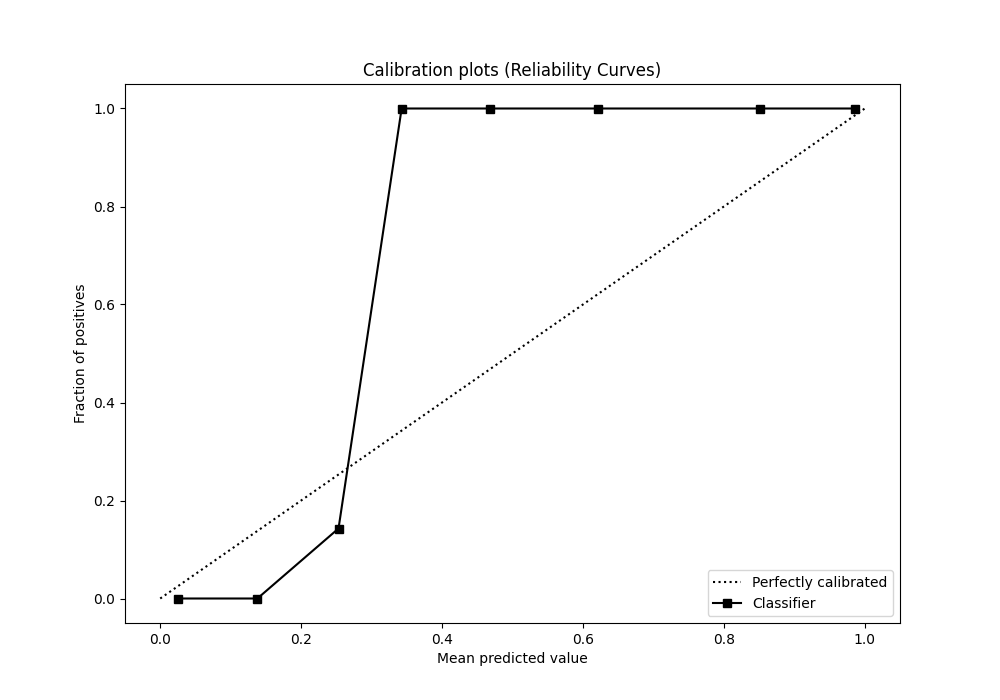 Calibration plots (Reliability Curves)
Fraction of positives
1.0
0.8
0.6
0.4
0.2
0.0
0.0 0.2 0.4 0.6 0.8 1.0
Mean predicted value
Perfectly calibrated
Classifier